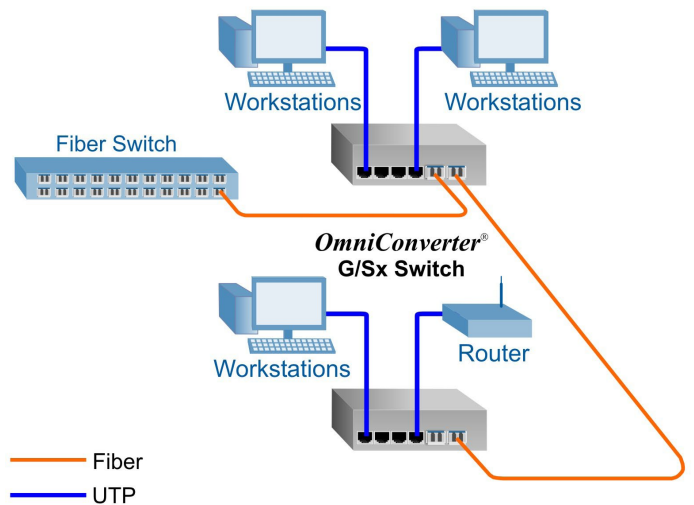 Workstations
Workstations
Fiber Switch
OmniConverter®
G/Sx Switch
Workstations
Router
Fiber
UTP